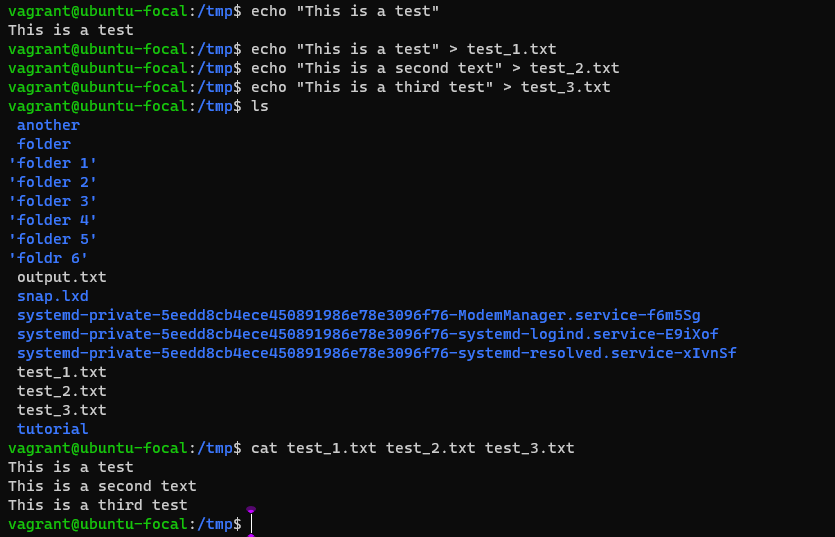 vagrant@ubuntu-focal:/tmp$ echo "This is a test"
This is a test
vagrant@ubuntu-focal:/tmp$ echo "This is a test" > test_1.txt
vagrant@ubuntu-focal:/tmp$ echo "This is a second text" > test_2.txt
vagrant@ubuntu-focal:/tmp$ echo "This is a third test" > test_3.txt
vagrant@ubuntu-focal:/tmp$ ls
 another
 folder
'folder 1'
'folder 2'
'folder 3'
'folder 4'
'folder 5'
'foldr 6'
 output.txt
 snap.lxd
 systemd-private-5eedd8cb4ece450891986e78e3096f76-ModemManager.service-f6m5Sg
 systemd-private-5eedd8cb4ece450891986e78e3096f76-systemd-logind.service-E9iXof
 systemd-private-5eedd8cb4ece450891986e78e3096f76-systemd-resolved.service-xIvnSf
 test_1.txt
 test_2.txt
 test_3.txt
 tutorial
vagrant@ubuntu-focal:/tmp$ cat test_1.txt test_2.txt test_3.txt
This is a test
This is a second text
This is a third test
vagrant@ubuntu-focal:/tmp$